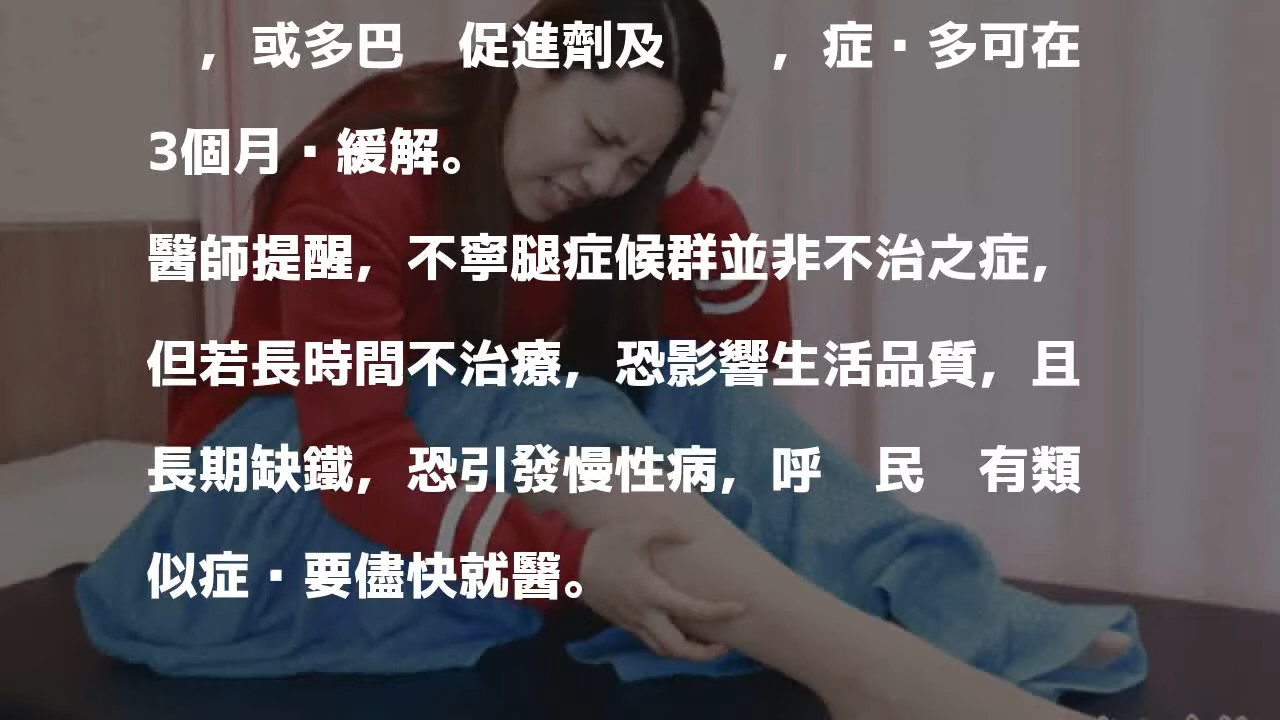 ，或多巴　促進劑及　　，症▪多可在
3個月▪緩解。
醫師提醒，不寧腿症候群並非不治之症，
但若長時間不治療，恐影響生活品質，且
長期缺鐵，恐引發慢性病，呼　民　有類
似症▪要儘快就醫。